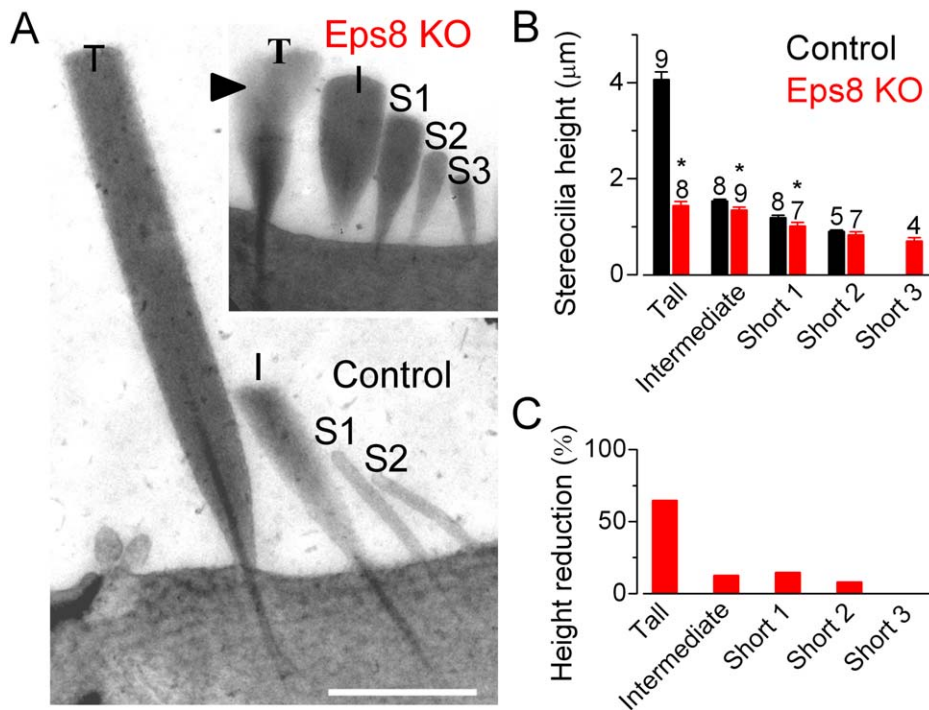 A
T
T
Eps8 KO
I
S1
S2
S3
I
Control
S1
S2
B
Control
Eps8 KO
Stereocilia height (μm)
4
2
0
9
*
8
8
*
9
8
*
7
5
7
4
Tall
Intermediate
Short 1
Short 2
Short 3
C
Height reduction (%)
100
50
0
Tall
Intermediate
Short 1
Short 2
Short 3